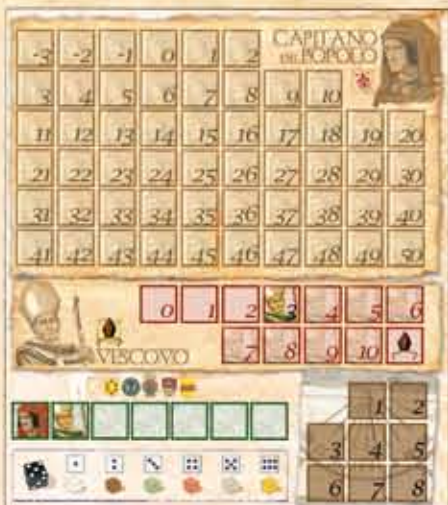 -3 -2 -1 0 1 2
CAPITANO
DEL POPOLO
3 4 5 6 7 8 9 10
11 12 13 14 15 16 17 18 19 20
21 22 23 24 25 26 27 28 29 30
31 32 33 34 35 36 37 38 39 40
41 42 43 44 45 46 47 48 49 50
0 1 2 3 4 5 6
VESCOVO
7 8 9 10
1 2
3 4 5
6 7 8